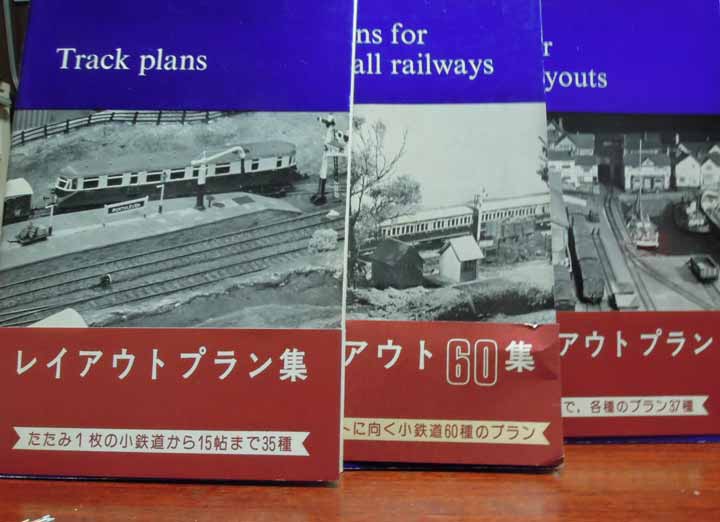 Track plans
レイアウトプラン集
たたみ1枚の小鉄道から15帖まで35種
ns for
all railways
アウト60集
トに向く小鉄道60種のプラン
r
youts
アウトプラン
で,各種のプラン37種